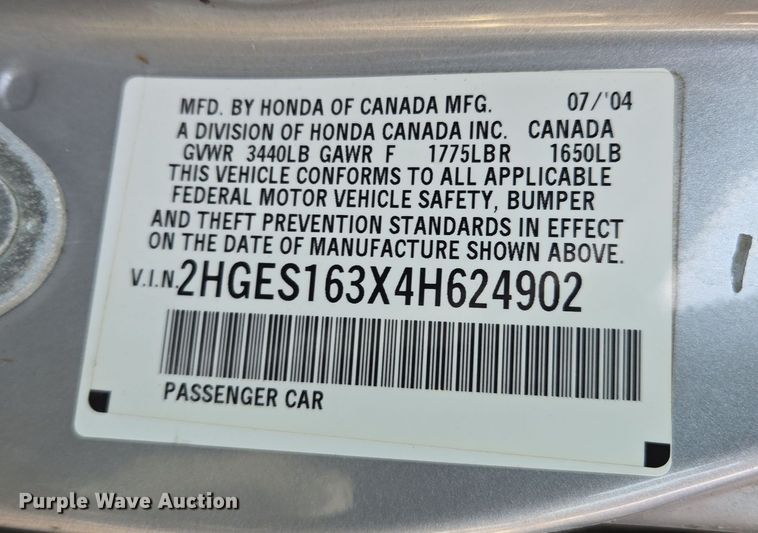 MFD. BY HONDA OF CANADA MFG. 07/'04
A DIVISION OF HONDA CANADA INC. CANADA
GVWR 3440LB GAWR F 1775LBR 1650LB
THIS VEHICLE CONFORMS TO ALL APPLICABLE
FEDERAL MOTOR VEHICLE SAFETY, BUMPER
AND THEFT PREVENTION STANDARDS IN EFFECT
ON THE DATE OF MANUFACTURE SHOWN ABOVE.
V.I.N. 2HGES163X4H624902
PASSENGER CAR
Purple Wave Auction